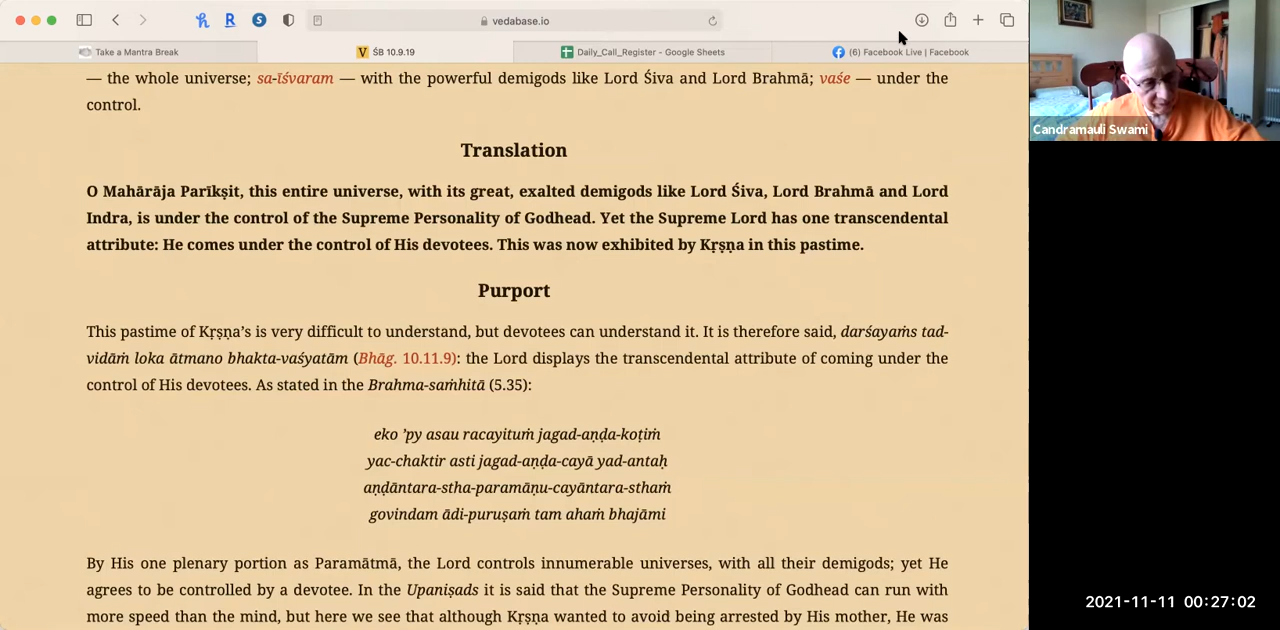 vedabase.io
Take a Mantra Break
ŚB 10.9.19
Daily_Call_Register - Google Sheets
(6) Facebook Live | Facebook
— the whole universe; sa-īśvaram — with the powerful demigods like Lord Śiva and Lord Brahmā; vaśe — under the
control.
Translation
O Mahārāja Parīkṣit, this entire universe, with its great, exalted demigods like Lord Śiva, Lord Brahmā and Lord
Indra, is under the control of the Supreme Personality of Godhead. Yet the Supreme Lord has one transcendental
attribute: He comes under the control of His devotees. This was now exhibited by Kṛṣṇa in this pastime.
Purport
This pastime of Kṛṣṇa’s is very difficult to understand, but devotees can understand it. It is therefore said, darśayaṁs tad-
vidāṁ loka ātmano bhakta-vaśyatām (Bhāg. 10.11.9): the Lord displays the transcendental attribute of coming under the
control of His devotees. As stated in the Brahma-saṁhitā (5.35):
eko ’py asau racayituṁ jagad-aṇḍa-koṭiṁ
yac-chaktir asti jagad-aṇḍa-cayā yad-antaḥ
aṇḍāntara-stha-paramāṇu-cayāntara-sthaṁ
govindam ādi-puruṣaṁ tam ahaṁ bhajāmi
By His one plenary portion as Paramātmā, the Lord controls innumerable universes, with all their demigods; yet He
agrees to be controlled by a devotee. In the Upaniṣads it is said that the Supreme Personality of Godhead can run with
more speed than the mind, but here we see that although Kṛṣṇa wanted to avoid being arrested by His mother, He was
Candramauli Swami
2021-11-11 00:27:02